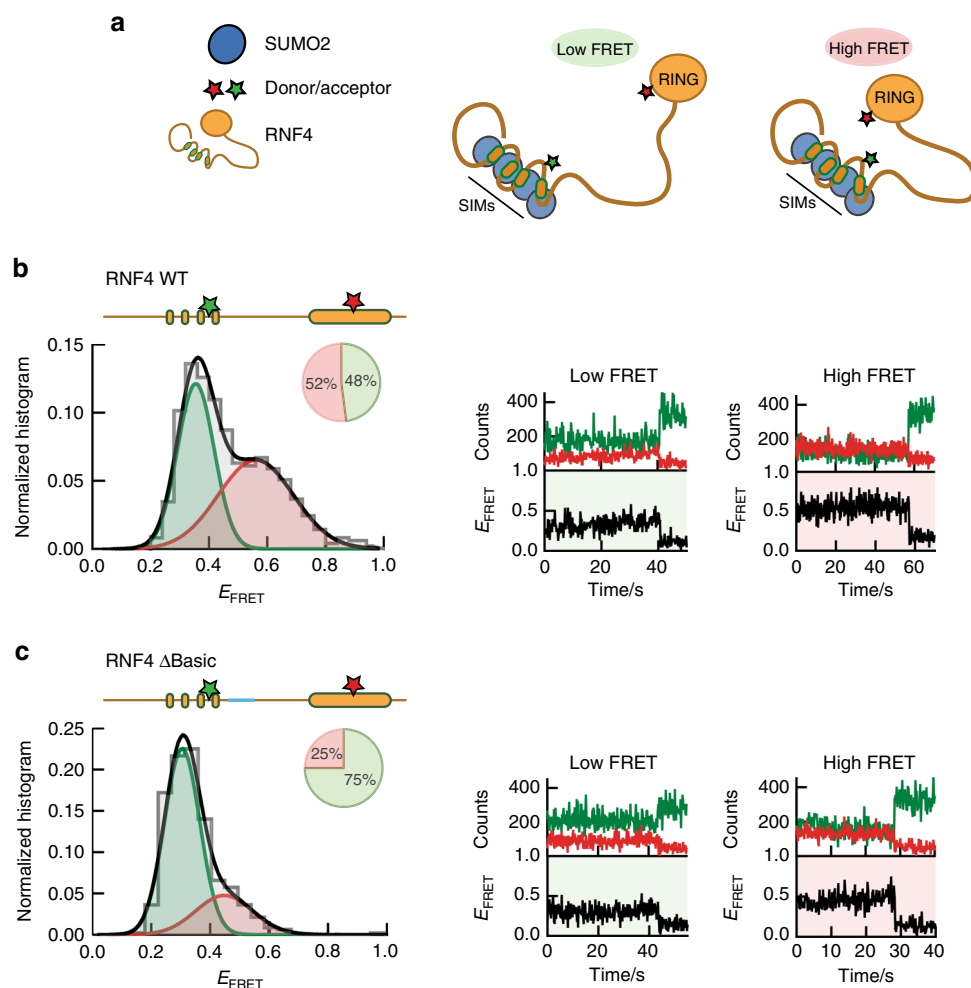 a
SUMO2
Donor/acceptor
RNF4
Low FRET
RING
SIMs
High FRET
RING
SIMs
b
RNF4 WT
Normalized histogram
0.15
0.10
0.05
0.00
0.0 0.2 0.4 0.6 0.8 1.0
E_FRET
52% 48%
Low FRET
Counts
400
200
1.0
E_FRET
0.5
0.0
0 20 40
Time/s
High FRET
Counts
400
200
1.0
E_FRET
0.5
0.0
0 20 40 60
Time/s
c
RNF4 ΔBasic
Normalized histogram
0.25
0.20
0.15
0.10
0.05
0.00
0.0 0.2 0.4 0.6 0.8 1.0
E_FRET
25%
75%
Low FRET
Counts
400
200
1.0
E_FRET
0.5
0.0
0 20 40
Time/s
High FRET
Counts
400
200
1.0
E_FRET
0.5
0.0
0 10 20 30 40
Time/s